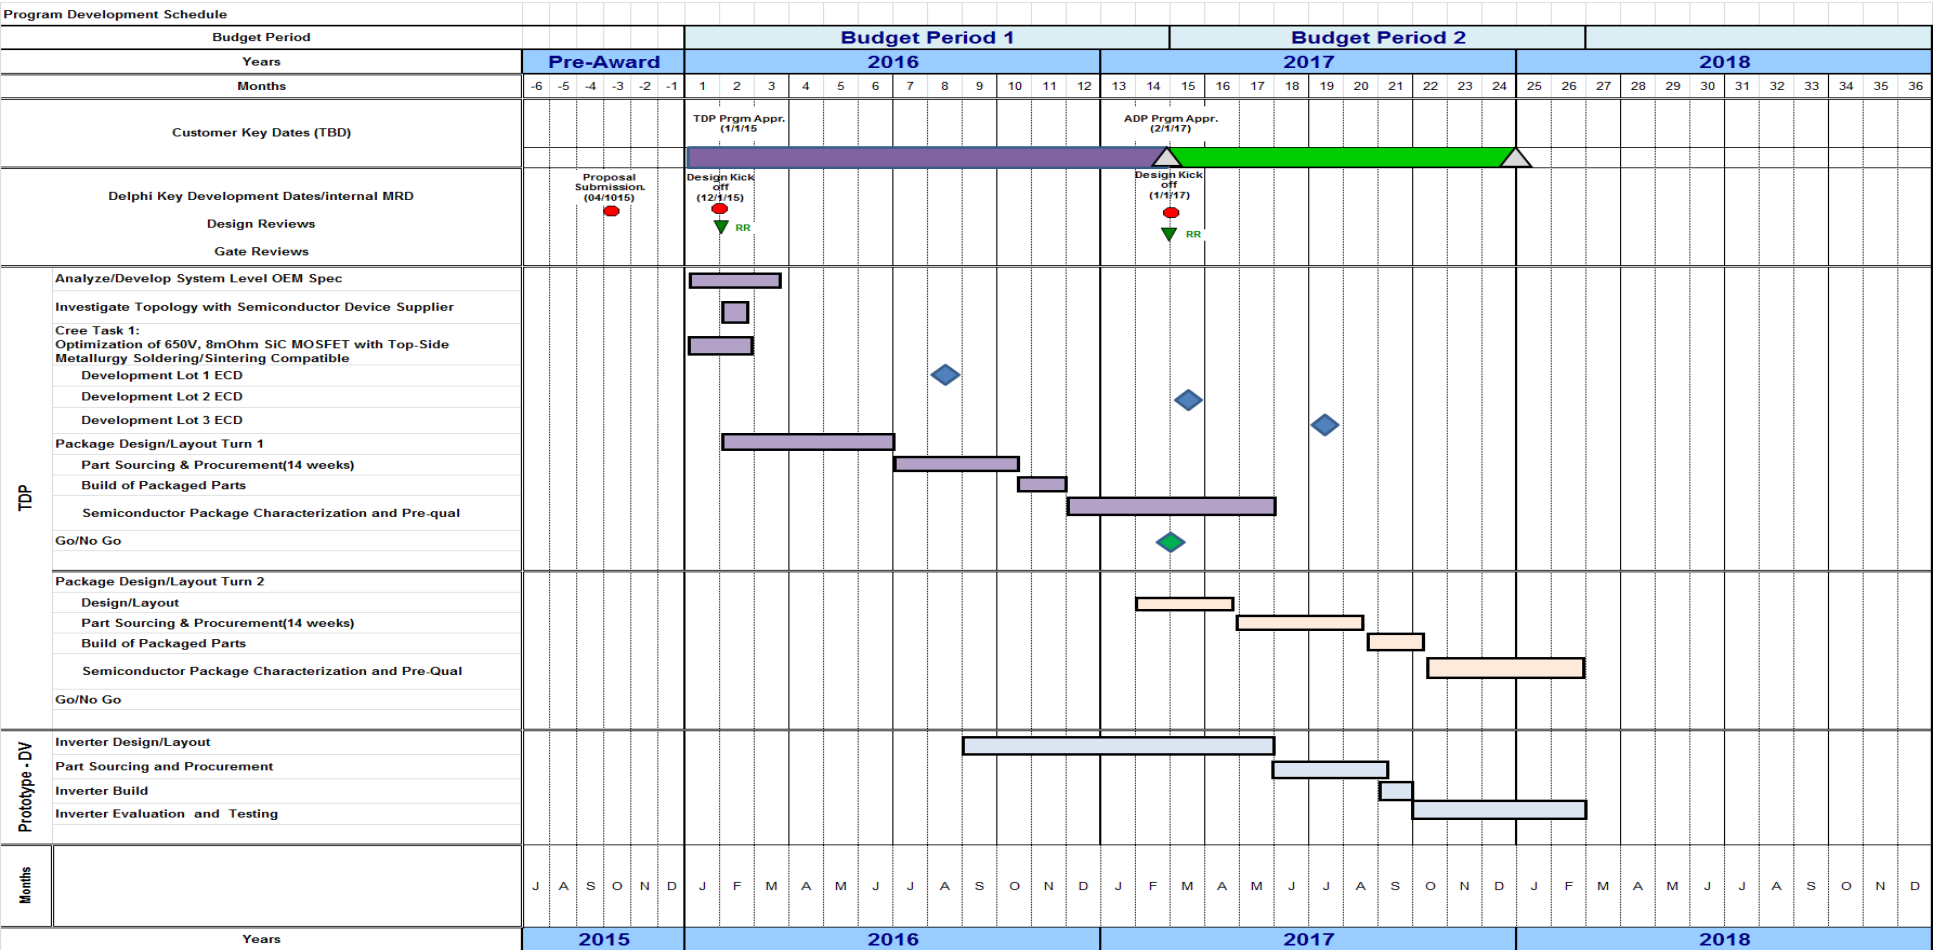 Program Development Schedule
Budget Period
Budget Period 1
Budget Period 2
Years
Pre-Award
2016
2017
2018
Months
-6 -5 -4 -3 -2 -1 1 2 3 4 5 6 7 8 9 10 11 12 13 14 15 16 17 18 19 20 21 22 23 24 25 26 27 28 29 30 31 32 33 34 35 36
Customer Key Dates (TBD)
TDP Prgm Appr.
(1/1/15
ADP Prgm Appr.
(2/1/17)
Delphi Key Development Dates/internal MRD
Design Reviews
Gate Reviews
Proposal
Submission.
(04/1015)
Design Kick
off
(12/1/15)
RR
Design Kick
off
(1/1/17)
RR
TDP
Analyze/Develop System Level OEM Spec
Investigate Topology with Semiconductor Device Supplier
Cree Task 1:
Optimization of 650V, 8mOhm SiC MOSFET with Top-Side
Metallurgy Soldering/Sintering Compatible
Development Lot 1 ECD
Development Lot 2 ECD
Development Lot 3 ECD
Package Design/Layout Turn 1
Part Sourcing & Procurement(14 weeks)
Build of Packaged Parts
Semiconductor Package Characterization and Pre-qual
Go/No Go
Package Design/Layout Turn 2
Design/Layout
Part Sourcing & Procurement(14 weeks)
Build of Packaged Parts
Semiconductor Package Characterization and Pre-Qual
Go/No Go
Prototype - DV
Inverter Design/Layout
Part Sourcing and Procurement
Inverter Build
Inverter Evaluation and Testing
Months
J A S O N D J F M A M J J A S O N D J F M A M J J A S O N D J F M A M J J A S O N D
Years
2015
2016
2017
2018